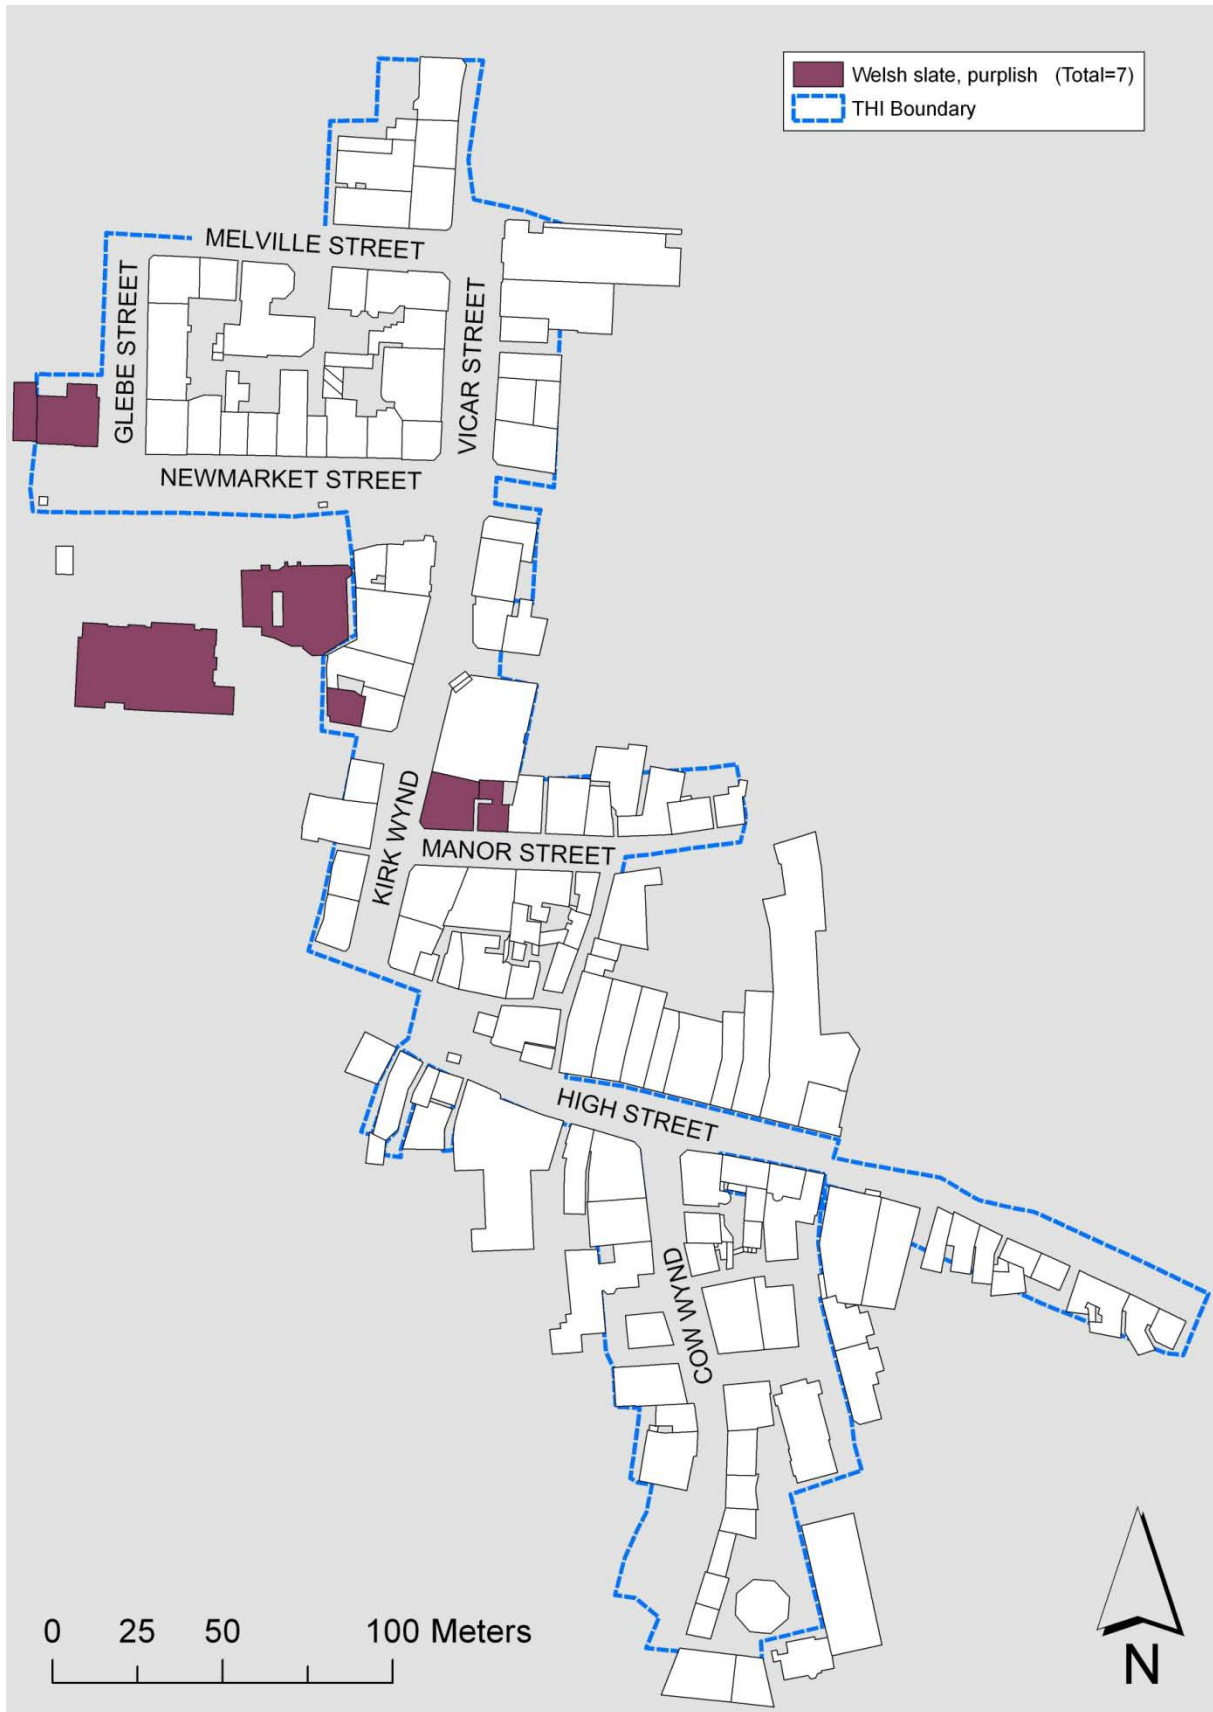 Welsh slate, purplish (Total=7)
THI Boundary
MELVILLE STREET
GLEBE STREET
VICAR STREET
NEWMARKET STREET
KIRK WYND
MANOR STREET
HIGH STREET
COW WYND
0 25 50 100 Meters
N